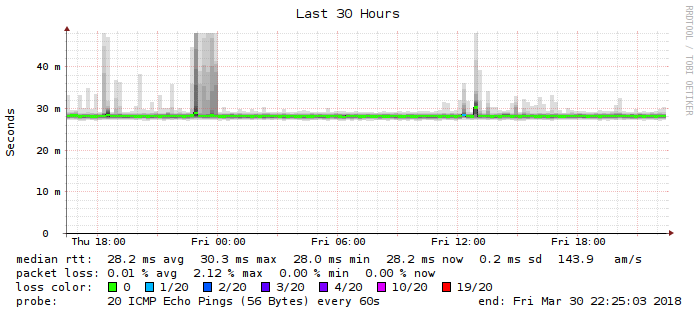 Last 30 Hours
RRDTOOL / TOBI OETIKER
Seconds
40 m
30 m
20 m
10 m
0
Thu 18:00 Fri 00:00 Fri 06:00 Fri 12:00 Fri 18:00
median rtt: 28.2 ms avg 30.3 ms max 28.0 ms min 28.2 ms now 0.2 ms sd 143.9 am/s
packet loss: 0.01 % avg 2.12 % max 0.00 % min 0.00 % now
loss color: 0 1/20 2/20 3/20 4/20 10/20 19/20
probe: 20 ICMP Echo Pings (56 Bytes) every 60s end: Fri Mar 30 22:25:03 2018